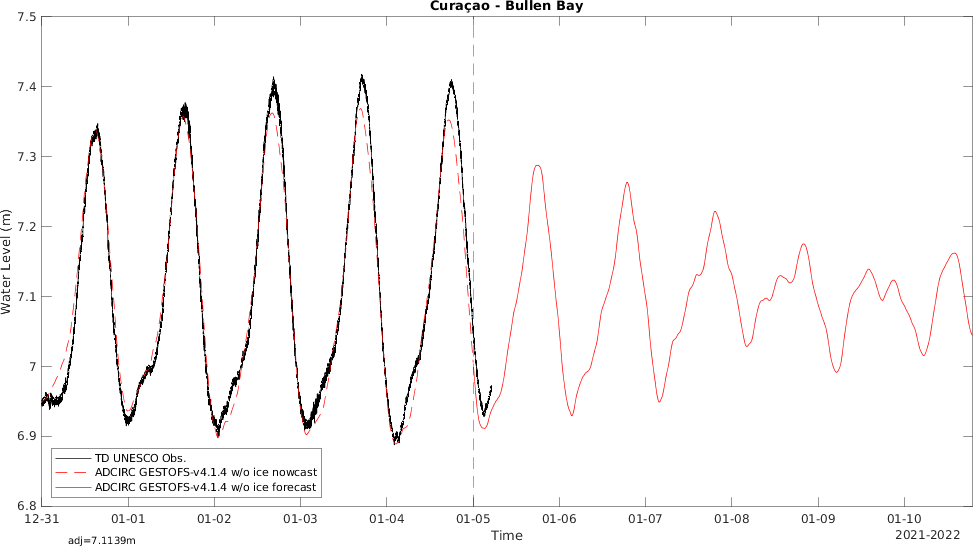 Curaçao - Bullen Bay
Water Level (m)
7.5
7.4
7.3
7.2
7.1
7
6.9
6.8
TD UNESCO Obs.
ADCIRC GESTOFS-v4.1.4 w/o ice nowcast
ADCIRC GESTOFS-v4.1.4 w/o ice forecast
12-31 01-01 01-02 01-03 01-04 01-05 01-06 01-07 01-08 01-09 01-10
Time
2021-2022
adj=7.1139m